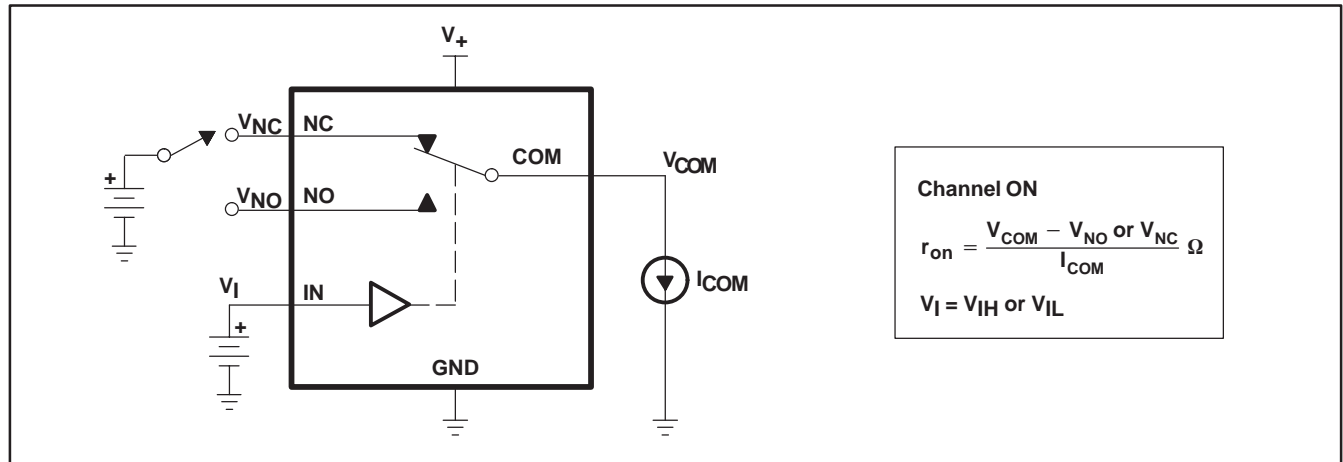 V+
VNC NC
COM
VCOM
+
VNO NO
VI IN
ICOM
+
GND
Channel ON
ron = VCOM − VNO or VNC / ICOM Ω
VI = VIH or VIL